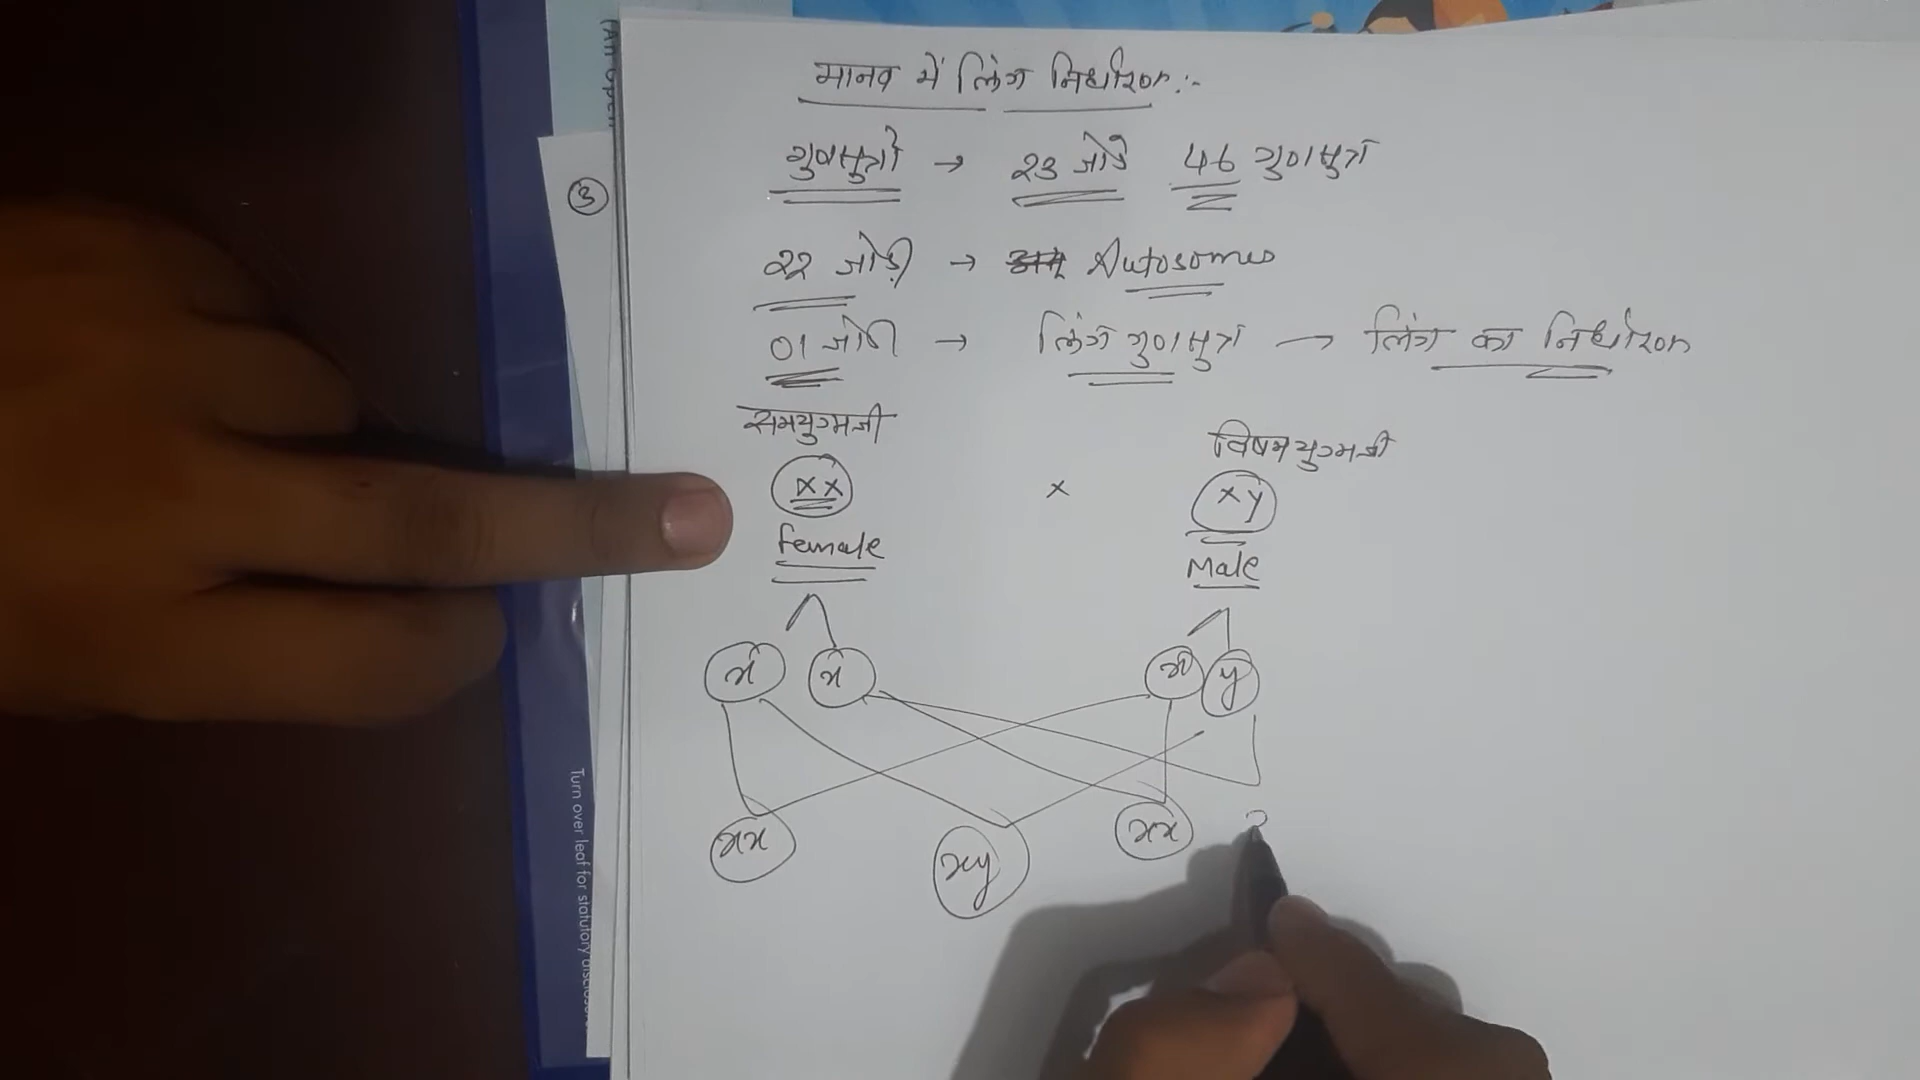 मानव में लिंग निर्धारण :-
गुणसुत्रो → 23 जोडे 46 गुणसुत्र
③
22 जोड़ी → Autosomes
01 जोडी → लिंग गुणसुत्र → लिंग का निर्धारण
समयुग्मजी विषमयुग्मजी
XX × XY
female Male
x x x y
xx xy xx
Turn over leaf for statutory